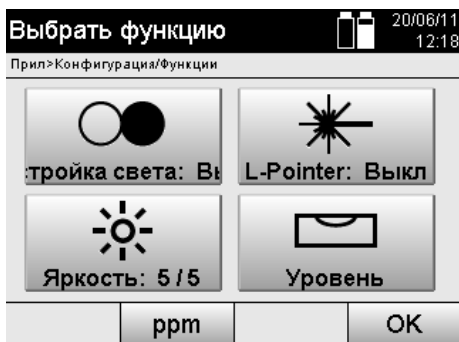 Выбрать функцию
20/06/11
12:18
Прил>Конфигурация/Функции
тройка света: Вы
L-Pointer: Выкл
Яркость: 5/5
Уровень
ppm
OK